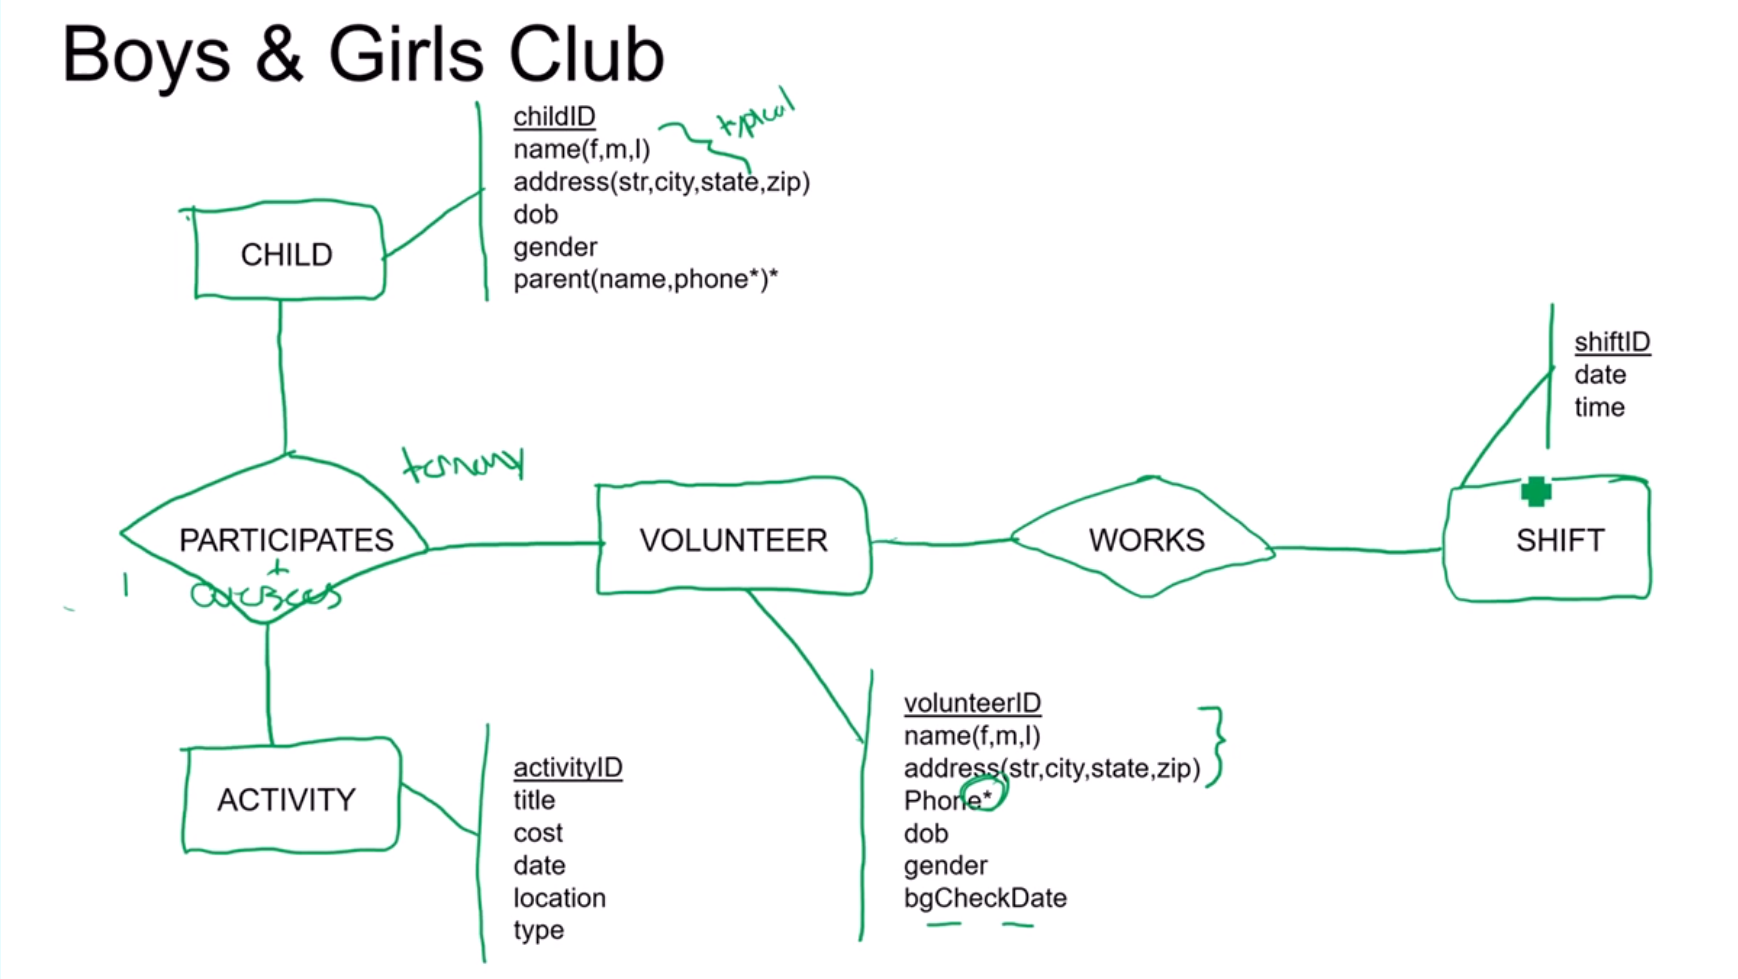 Boys & Girls Club
childID
name(f,m,l)
address(str,city,state,zip)
dob
gender
parent(name,phone*)*
typical
CHILD
shiftID
date
time
ternary
PARTICIPATES
+
oversees
VOLUNTEER
WORKS
SHIFT
volunteerID
name(f,m,l)
address(str,city,state,zip)
Phone*
dob
gender
bgCheckDate
ACTIVITY
activityID
title
cost
date
location
type